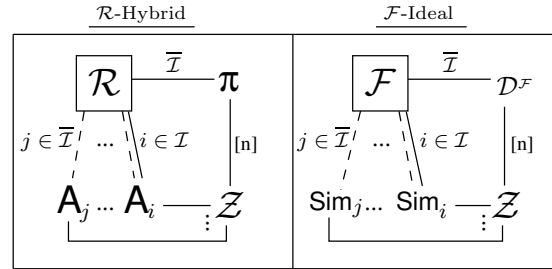 𝓡-Hybrid
𝓕-Ideal
𝓡 ℐ̅ π
𝓕 ℐ̅ 𝒟^𝓕
j ∈ ℐ̅ ... i ∈ ℐ [n]
j ∈ ℐ̅ ... i ∈ ℐ [n]
A_j ... A_i 𝒵
Sim_j ... Sim_i 𝒵